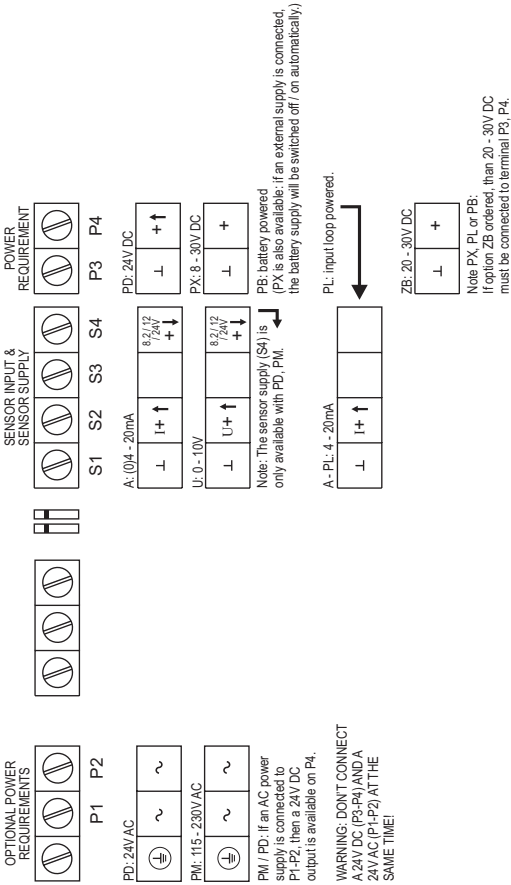 OPTIONAL POWER
REQUIREMENTS
P1 P2
PD: 24V AC
~ ~
PM: 115 - 230V AC
~ ~
PM / PD: If an AC power
supply is connected to
P1-P2, then a 24V DC
output is available on P4.
WARNING: DON'T CONNECT
A 24V DC (P3-P4) AND A
24V AC (P1-P2) AT THE
SAME TIME!
SENSOR INPUT &
SENSOR SUPPLY
S1 S2 S3 S4
A: (0)4 - 20mA
⊥ I+ 8.2 / 12
/ 24V
+
U: 0 - 10V
⊥ U+ 8.2 / 12
/ 24V
+
Note: The sensor supply (S4) is
only available with PD, PM.
A - PL: 4 - 20mA
⊥ I+
POWER
REQUIREMENT
P3 P4
PD: 24V DC
⊥ +
PX: 8 - 30V DC
⊥ +
PB: battery powered
(PX is also available: if an external supply is connected,
the battery supply will be switched off / on automatically.)
PL: input loop powered.
ZB: 20 - 30V DC
⊥ +
Note PX, PL or PB:
If option ZB ordered, than 20 - 30V DC
must be connected to terminal P3, P4.